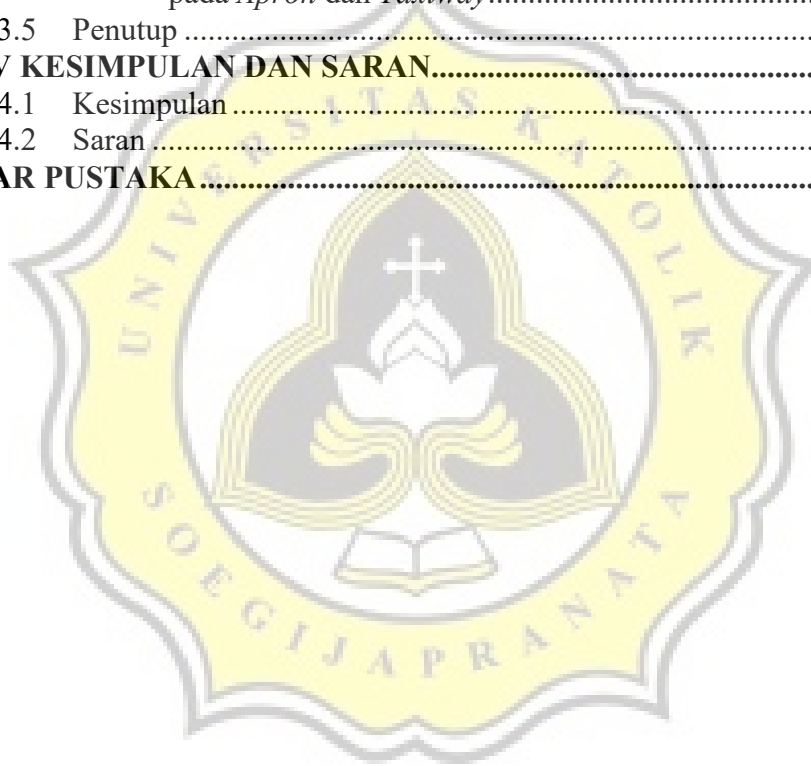 pada Apron dan Taxiway..............................................
3.5 Penutup ..............................................................................
V KESIMPULAN DAN SARAN..............................................
4.1 Kesimpulan ..............................................................................
4.2 Saran ..............................................................................
AR PUSTAKA..............................................................................
UNIVERSITAS KATOLIK
SOEGIJAPRANATA